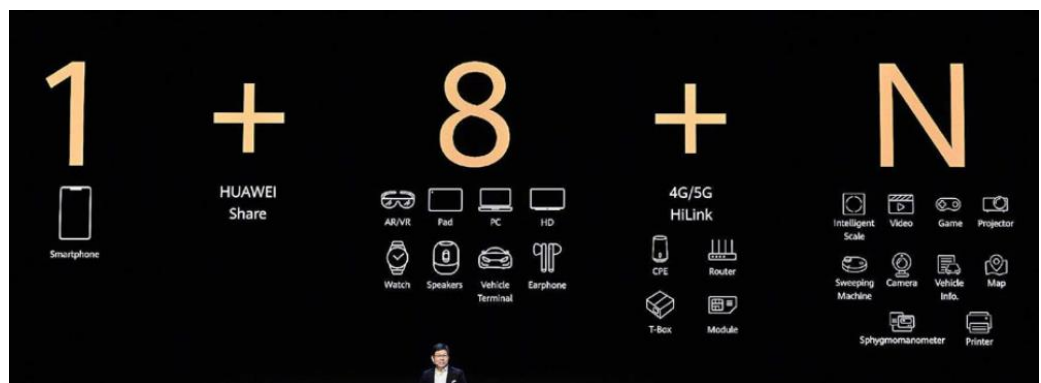 1 + 8 + N
HUAWEI
Share
4G/5G
HiLink
Smartphone
AR/VR Pad PC HD
Watch Speakers Vehicle
Terminal Earphone
CPE Router
T-Box Module
Intelligent
Scale Video Game Projector
Sweeping
Machine Camera Vehicle
Info. Map
Sphygmomanometer Printer